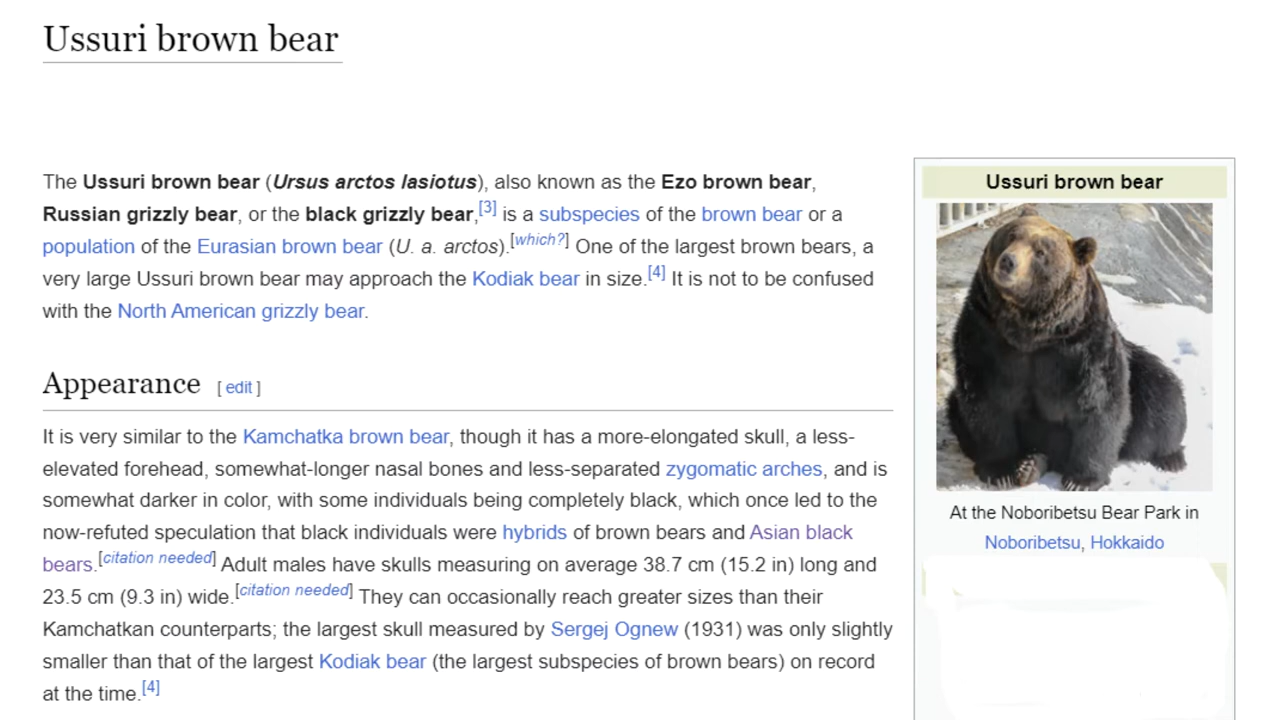 Ussuri brown bear
The Ussuri brown bear (Ursus arctos lasiotus), also known as the Ezo brown bear,
Russian grizzly bear, or the black grizzly bear,[3] is a subspecies of the brown bear or a
population of the Eurasian brown bear (U. a. arctos).[which?] One of the largest brown bears, a
very large Ussuri brown bear may approach the Kodiak bear in size.[4] It is not to be confused
with the North American grizzly bear.
Appearance [ edit ]
It is very similar to the Kamchatka brown bear, though it has a more-elongated skull, a less-
elevated forehead, somewhat-longer nasal bones and less-separated zygomatic arches, and is
somewhat darker in color, with some individuals being completely black, which once led to the
now-refuted speculation that black individuals were hybrids of brown bears and Asian black
bears.[citation needed] Adult males have skulls measuring on average 38.7 cm (15.2 in) long and
23.5 cm (9.3 in) wide.[citation needed] They can occasionally reach greater sizes than their
Kamchatkan counterparts; the largest skull measured by Sergej Ognew (1931) was only slightly
smaller than that of the largest Kodiak bear (the largest subspecies of brown bears) on record
at the time.[4]
Ussuri brown bear
At the Noboribetsu Bear Park in
Noboribetsu, Hokkaido